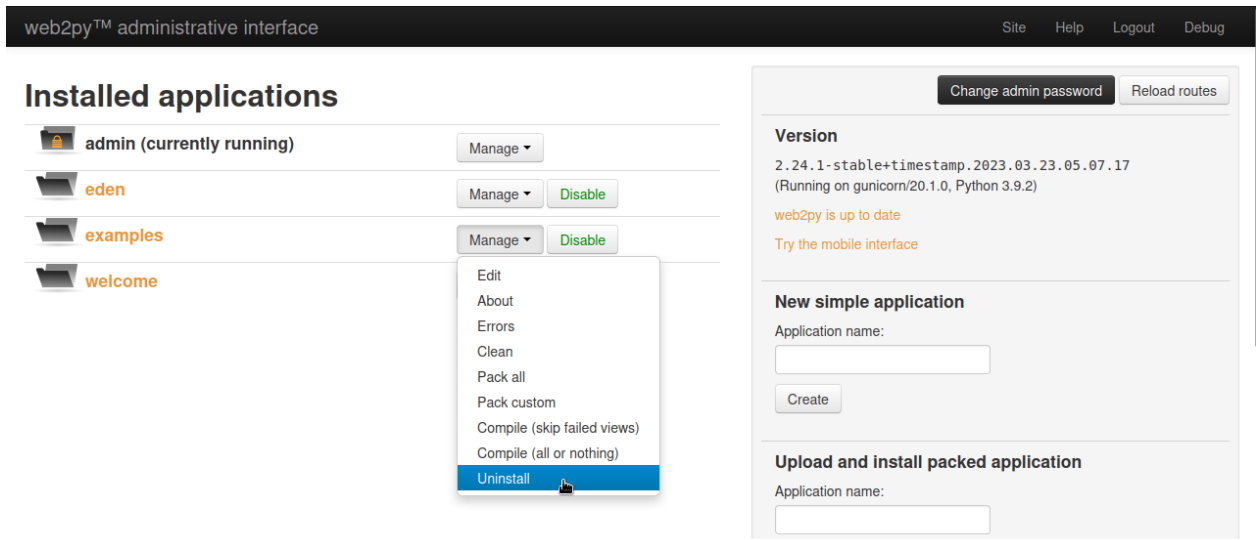 web2py™ administrative interface
Site Help Logout Debug
Installed applications
admin (currently running)
Manage
eden
Manage Disable
examples
Manage Disable
welcome
Edit
About
Errors
Clean
Pack all
Pack custom
Compile (skip failed views)
Compile (all or nothing)
Uninstall
Change admin password Reload routes
Version
2.24.1-stable+timestamp.2023.03.23.05.07.17
(Running on gunicorn/20.1.0, Python 3.9.2)
web2py is up to date
Try the mobile interface
New simple application
Application name:
Create
Upload and install packed application
Application name: